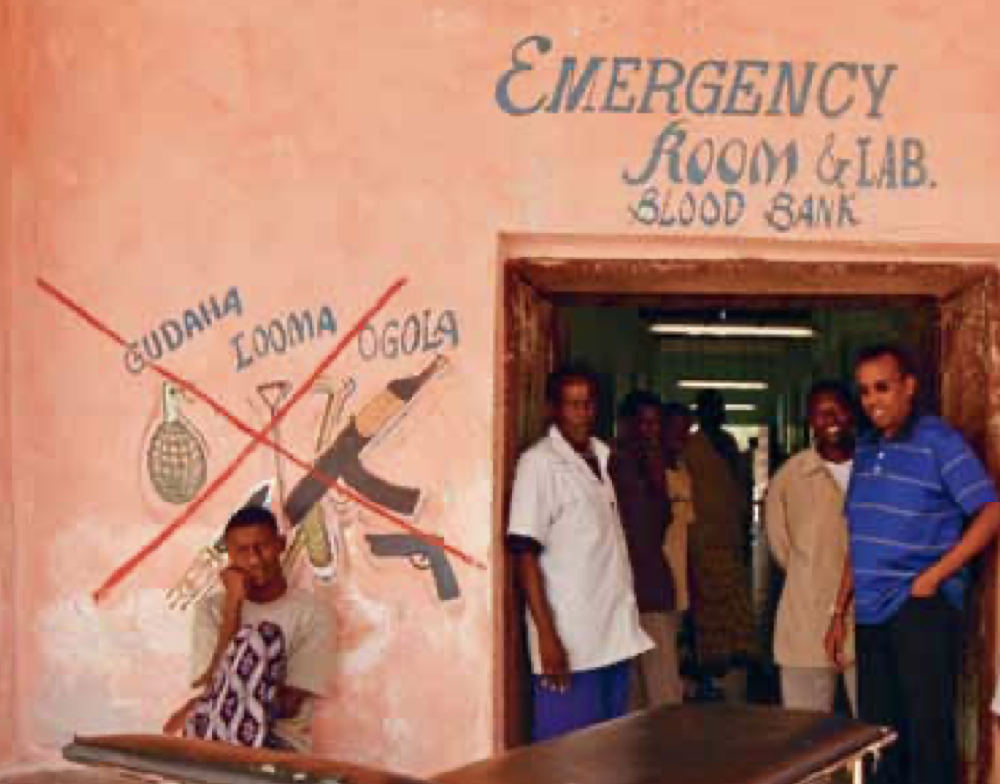 EMERGENCY
ROOM & LAB.
BLOOD BANK
GUDAHA LOOMA OGOLA